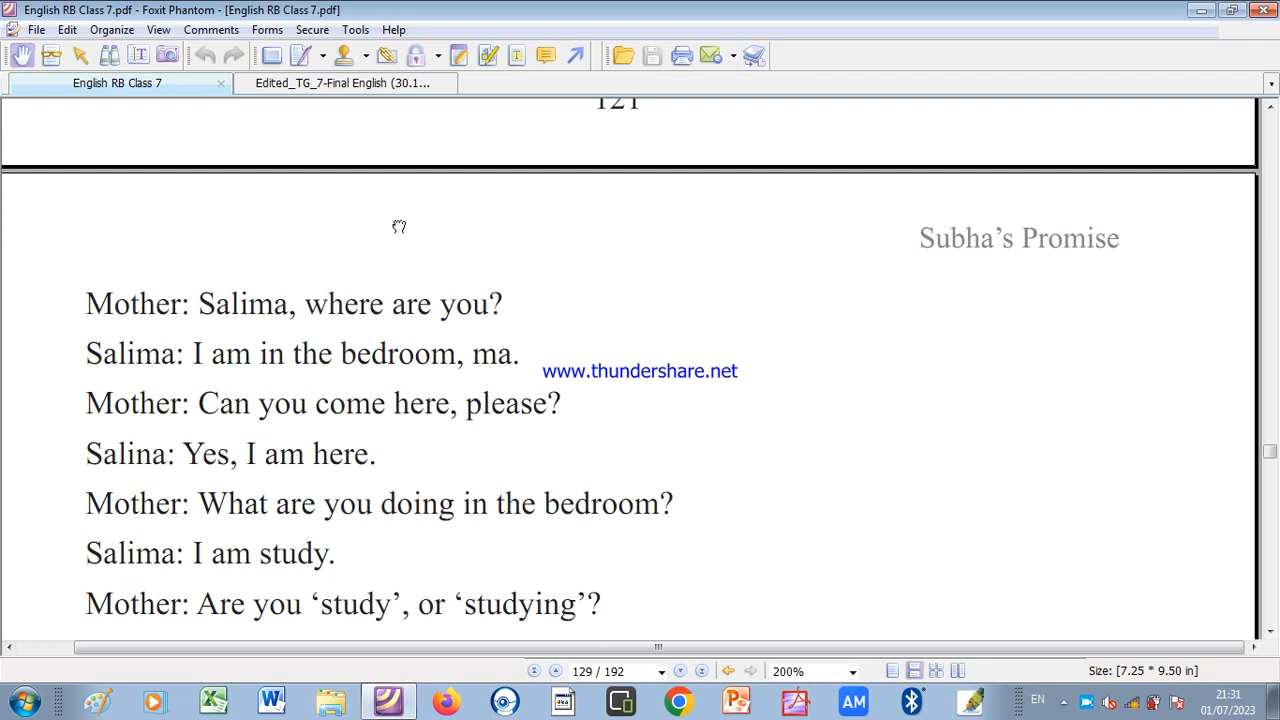 English RB Class 7.pdf - Foxit Phantom - [English RB Class 7.pdf]
File Edit Organize View Comments Forms Secure Tools Help
English RB Class 7 Edited_TG_7-Final English (30.1...
121
Subha’s Promise
Mother: Salima, where are you?
Salima: I am in the bedroom, ma.
www.thundershare.net
Mother: Can you come here, please?
Salina: Yes, I am here.
Mother: What are you doing in the bedroom?
Salima: I am study.
Mother: Are you ‘study’, or ‘studying’?
129 / 192 200% Size: [7.25 * 9.50 in]
EN 21:31
01/07/2023